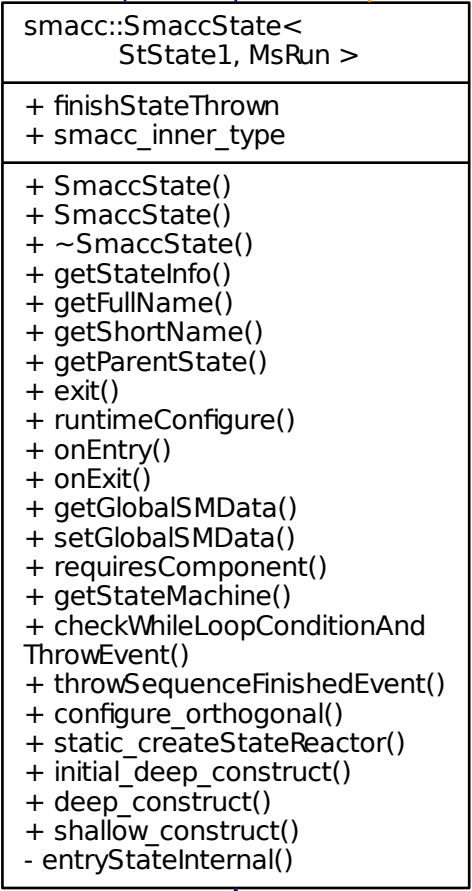 smacc::SmaccState<
StState1, MsRun >
+ finishStateThrown
+ smacc_inner_type
+ SmaccState()
+ SmaccState()
+ ~SmaccState()
+ getStateInfo()
+ getFullName()
+ getShortName()
+ getParentState()
+ exit()
+ runtimeConfigure()
+ onEntry()
+ onExit()
+ getGlobalSMData()
+ setGlobalSMData()
+ requiresComponent()
+ getStateMachine()
+ checkWhileLoopConditionAnd
ThrowEvent()
+ throwSequenceFinishedEvent()
+ configure_orthogonal()
+ static_createStateReactor()
+ initial_deep_construct()
+ deep_construct()
+ shallow_construct()
- entryStateInternal()